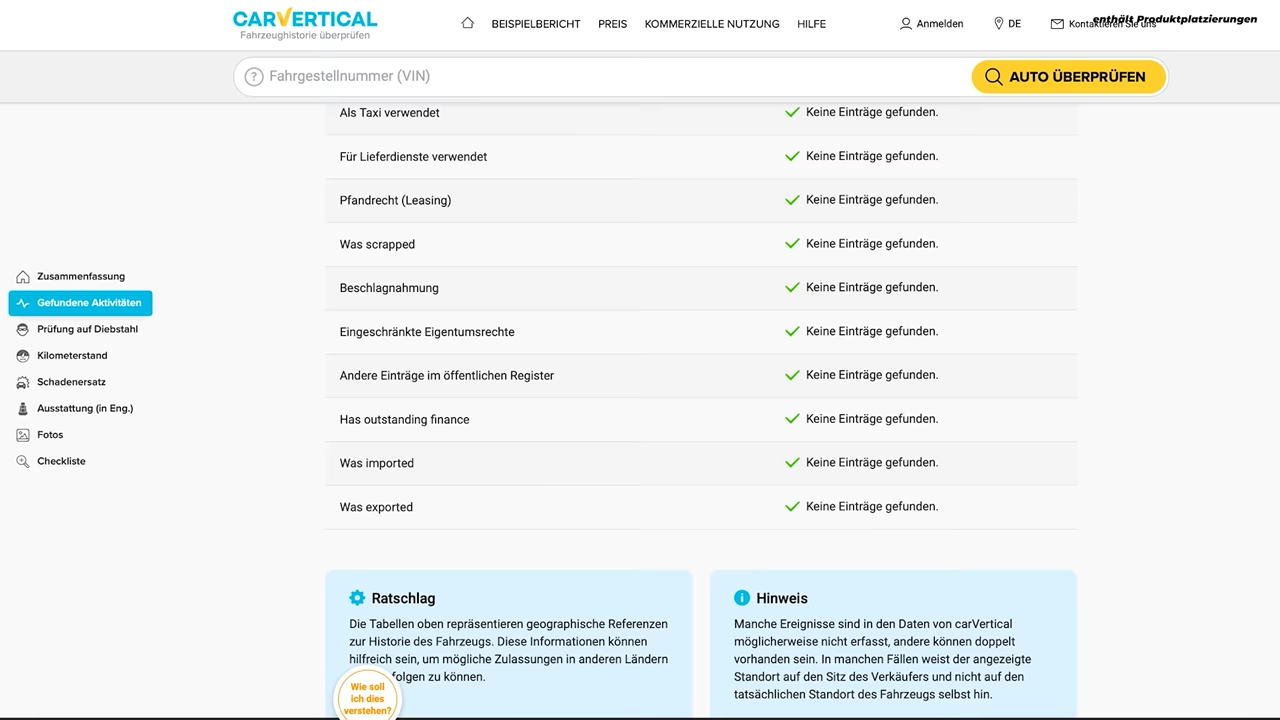 CARVERTICAL
Fahrzeughistorie überprüfen
BEISPIELBERICHT
PREIS
KOMMERZIELLE NUTZUNG
HILFE
Anmelden
DE
Kontaktieren Sie uns
enthält Produktplatzierungen
? Fahrgestellnummer (VIN)
AUTO ÜBERPRÜFEN
Als Taxi verwendet Keine Einträge gefunden.
Für Lieferdienste verwendet Keine Einträge gefunden.
Pfandrecht (Leasing) Keine Einträge gefunden.
Was scrapped Keine Einträge gefunden.
Beschlagnahmung Keine Einträge gefunden.
Eingeschränkte Eigentumsrechte Keine Einträge gefunden.
Andere Einträge im öffentlichen Register Keine Einträge gefunden.
Has outstanding finance Keine Einträge gefunden.
Was imported Keine Einträge gefunden.
Was exported Keine Einträge gefunden.
Zusammenfassung
Gefundene Aktivitäten
Prüfung auf Diebstahl
Kilometerstand
Schadenersatz
Ausstattung (in Eng.)
Fotos
Checkliste
Ratschlag
Die Tabellen oben repräsentieren geographische Referenzen
zur Historie des Fahrzeugs. Diese Informationen können
hilfreich sein, um mögliche Zulassungen in anderen Ländern
folgen zu können.
Wie soll
ich dies
verstehen?
Hinweis
Manche Ereignisse sind in den Daten von carVertical
möglicherweise nicht erfasst, andere können doppelt
vorhanden sein. In manchen Fällen weist der angezeigte
Standort auf den Sitz des Verkäufers und nicht auf den
tatsächlichen Standort des Fahrzeugs selbst hin.